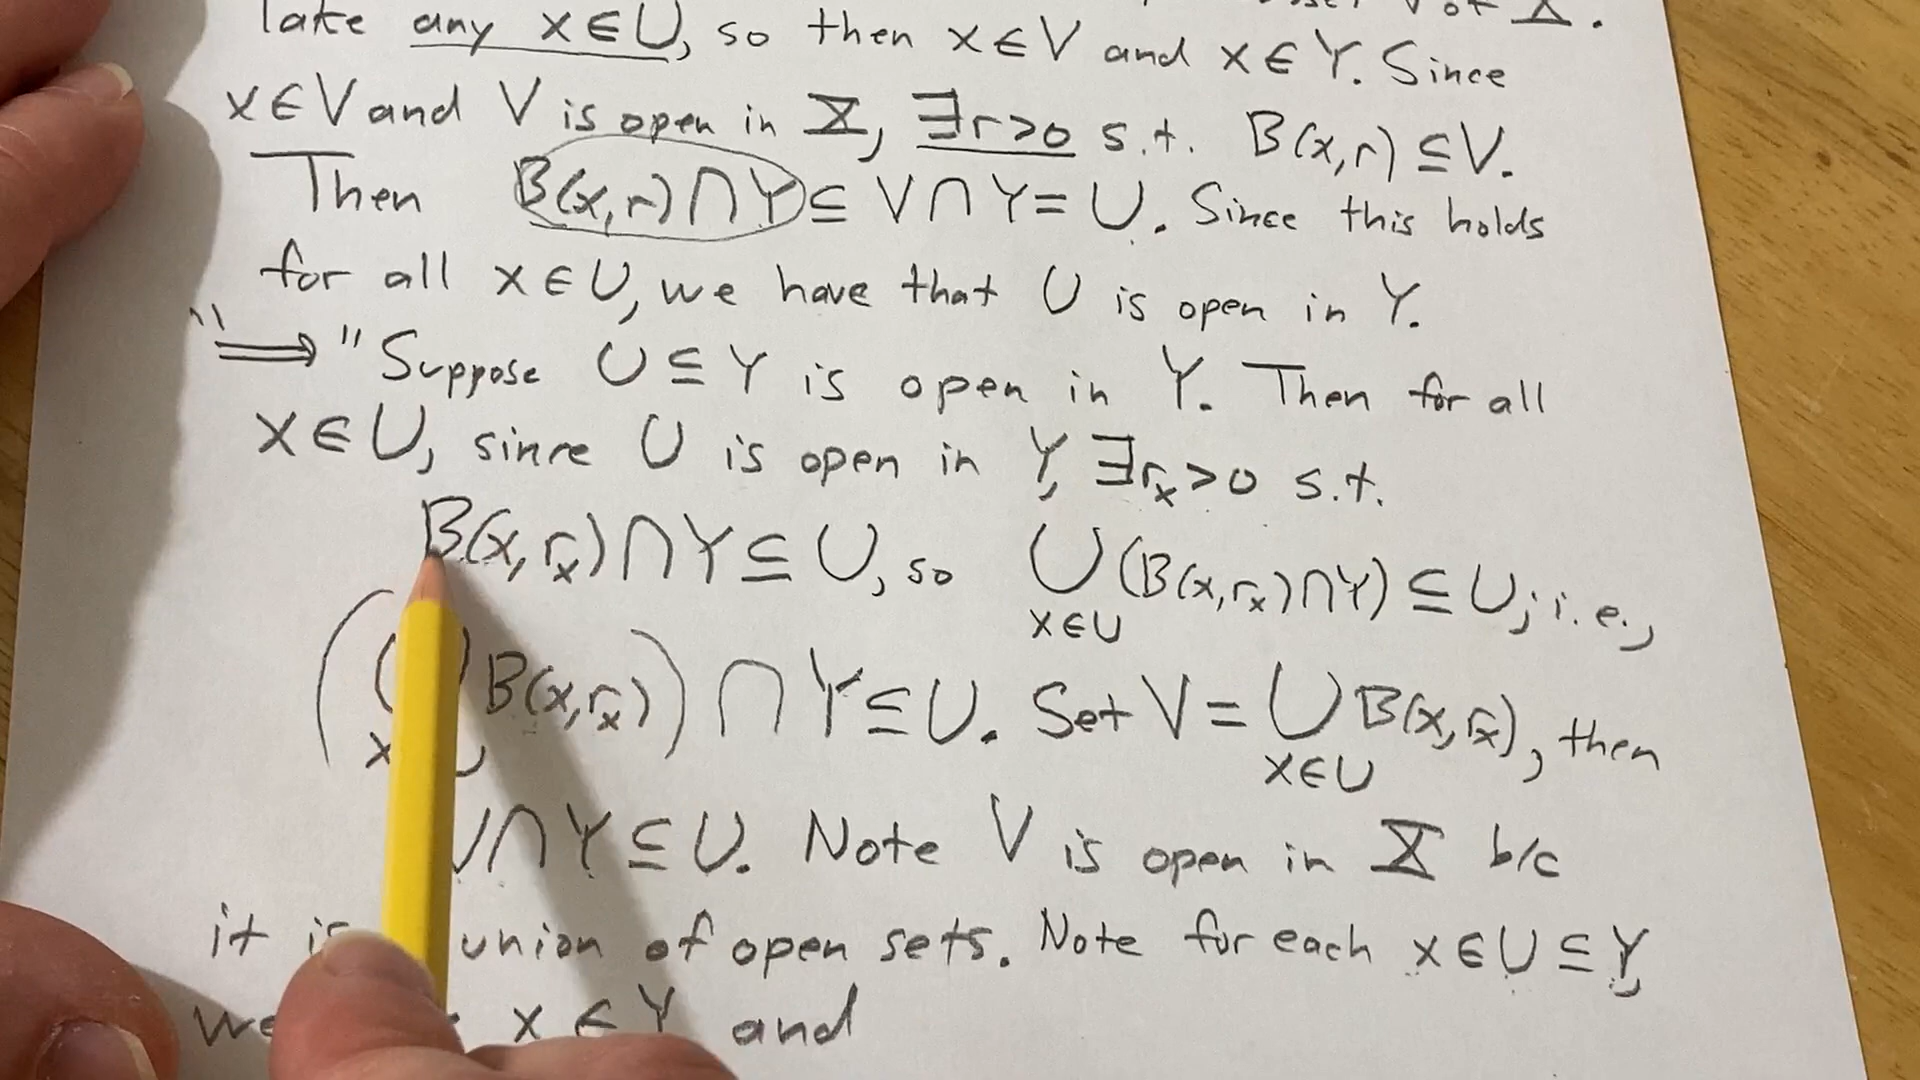 Take any x∈U, so then x∈V and x∈Y. Since
x∈V and V is open in X, ∃r>0 s.t. B(x,r)⊆V.
Then B(x,r)∩Y⊆V∩Y=U. Since this holds
for all x∈U, we have that U is open in Y.
"⟹" Suppose U⊆Y is open in Y. Then for all
x∈U, since U is open in Y, ∃rₓ>0 s.t.
B(x,rₓ)∩Y⊆U, so ⋃(B(x,rₓ)∩Y)⊆U; i.e.,
x∈U
( B(x,rₓ))∩Y⊆U. Set V=⋃B(x,rₓ), then
x∈U
V∩Y⊆U. Note V is open in X b/c
it is union of open sets. Note for each x∈U⊆Y,
we x∈Y and